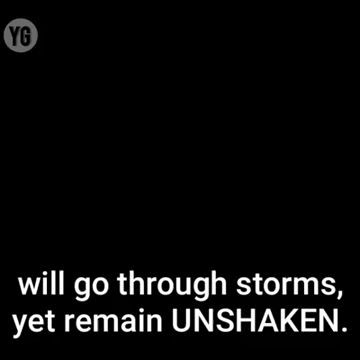 YG
will go through storms,
yet remain UNSHAKEN.